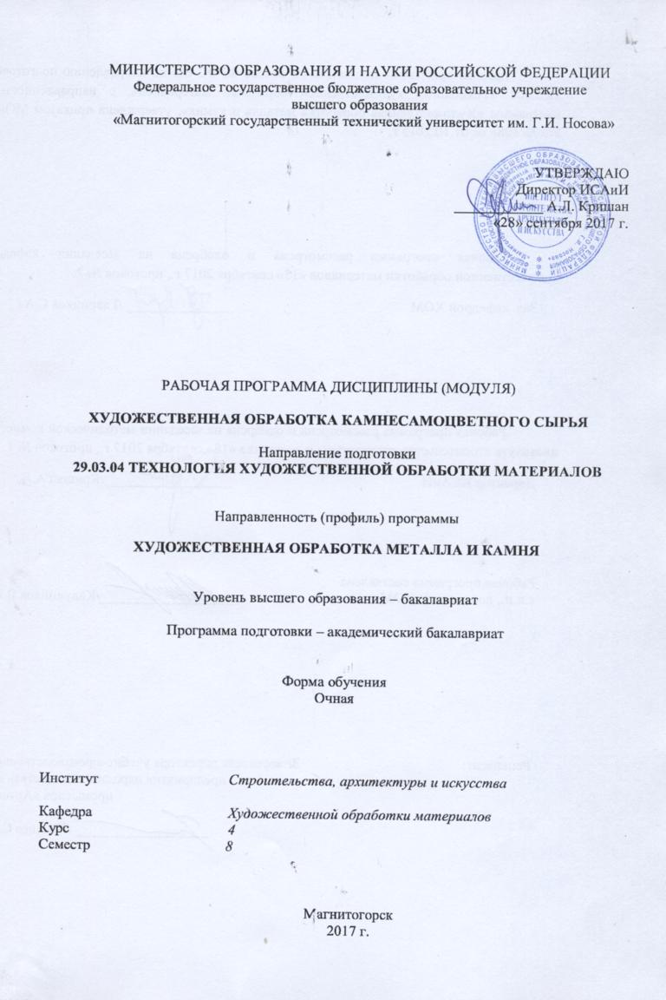 МИНИСТЕРСТВО ОБРАЗОВАНИЯ И НАУКИ РОССИЙСКОЙ ФЕДЕРАЦИИ
Федеральное государственное бюджетное образовательное учреждение
высшего образования
«Магнитогорский государственный технический университет им. Г.И. Носова»
УТВЕРЖДАЮ
Директор ИСАиИ
А.Л. Кришан
«28» сентября 2017 г.
РАБОЧАЯ ПРОГРАММА ДИСЦИПЛИНЫ (МОДУЛЯ)
ХУДОЖЕСТВЕННАЯ ОБРАБОТКА КАМНЕСАМОЦВЕТНОГО СЫРЬЯ
Направление подготовки
29.03.04 ТЕХНОЛОГИЯ ХУДОЖЕСТВЕННОЙ ОБРАБОТКИ МАТЕРИАЛОВ
Направленность (профиль) программы
ХУДОЖЕСТВЕННАЯ ОБРАБОТКА МЕТАЛЛА И КАМНЯ
Уровень высшего образования – бакалавриат
Программа подготовки – академический бакалавриат
Форма обучения
Очная
Институт Строительства, архитектуры и искусства
Кафедра Художественной обработки материалов
Курс 4
Семестр 8
Магнитогорск
2017 г.